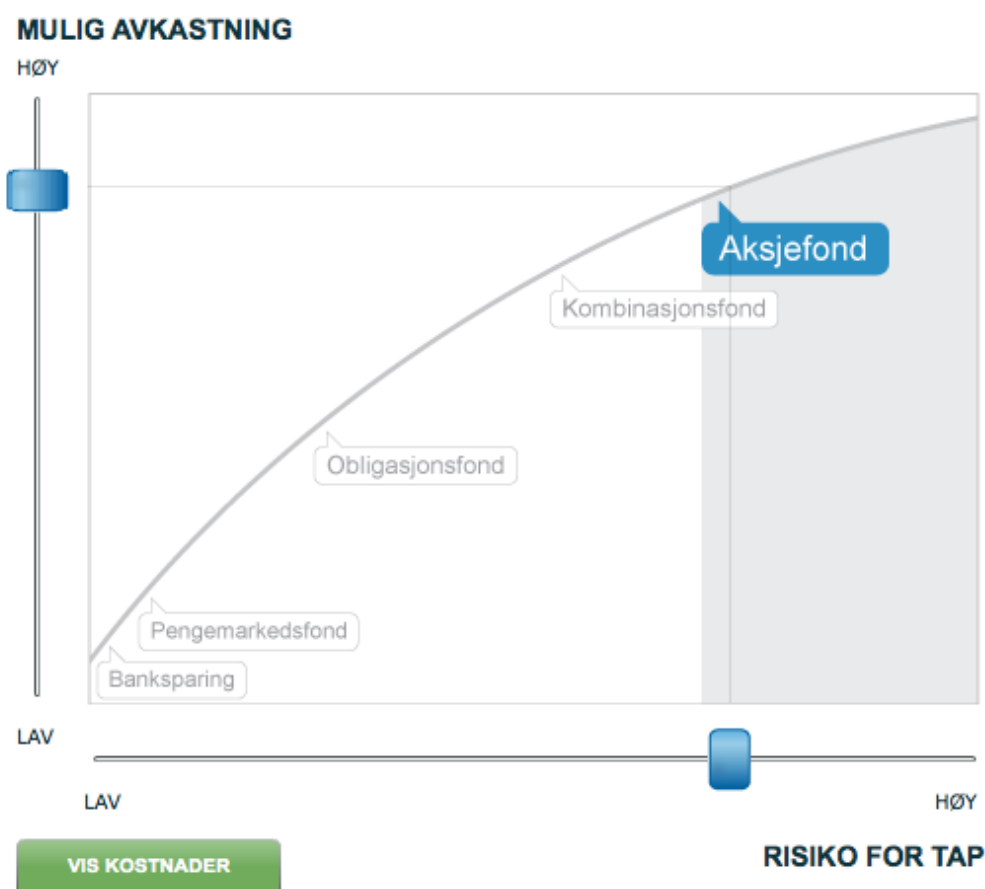 MULIG AVKASTNING
HØY
Aksjefond
Kombinasjonsfond
Obligasjonsfond
Pengemarkedsfond
Banksparing
LAV
LAV
HØY
VIS KOSTNADER
RISIKO FOR TAP